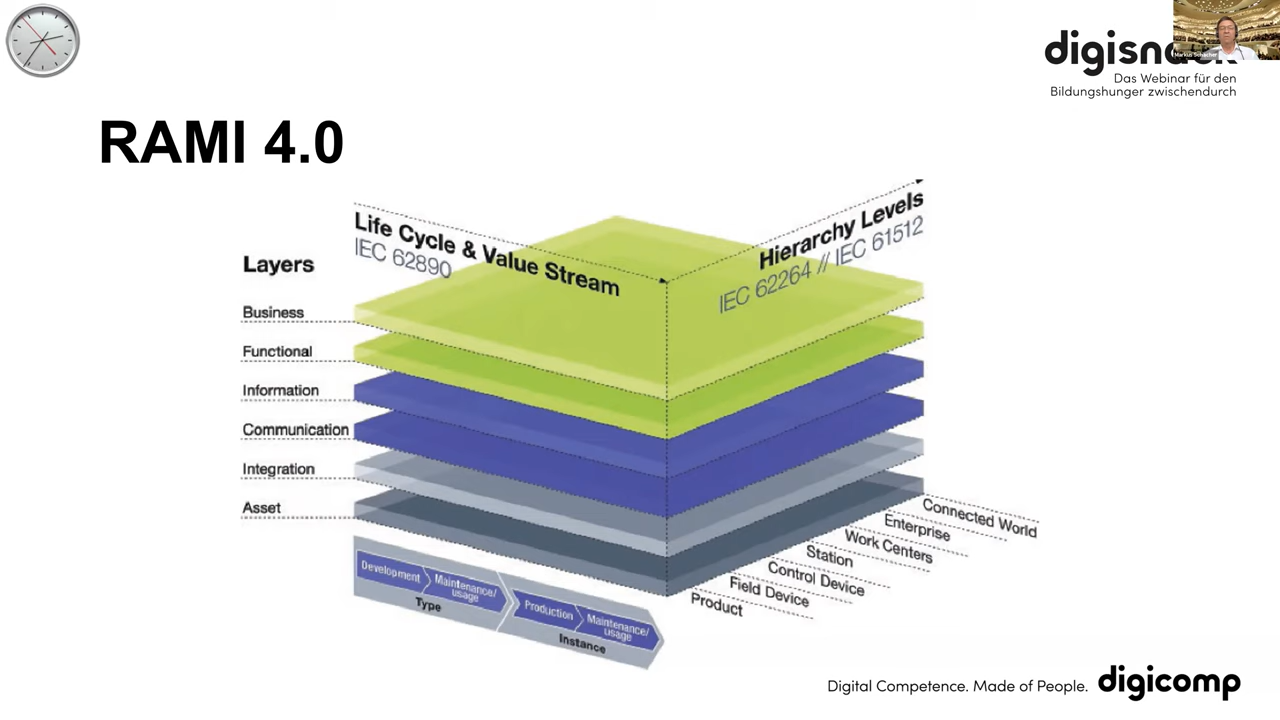 digisnack
Das Webinar für den
Bildungshunger zwischendurch
Markus Schacher
RAMI 4.0
Life Cycle & Value Stream
IEC 62890
Hierarchy Levels
IEC 62264 // IEC 61512
Layers
Business
Functional
Information
Communication
Integration
Asset
Development
Maintenance/
usage
Type
Production
Maintenance/
usage
Instance
Connected World
Enterprise
Work Centers
Station
Control Device
Field Device
Product
Digital Competence. Made of People.
digicomp